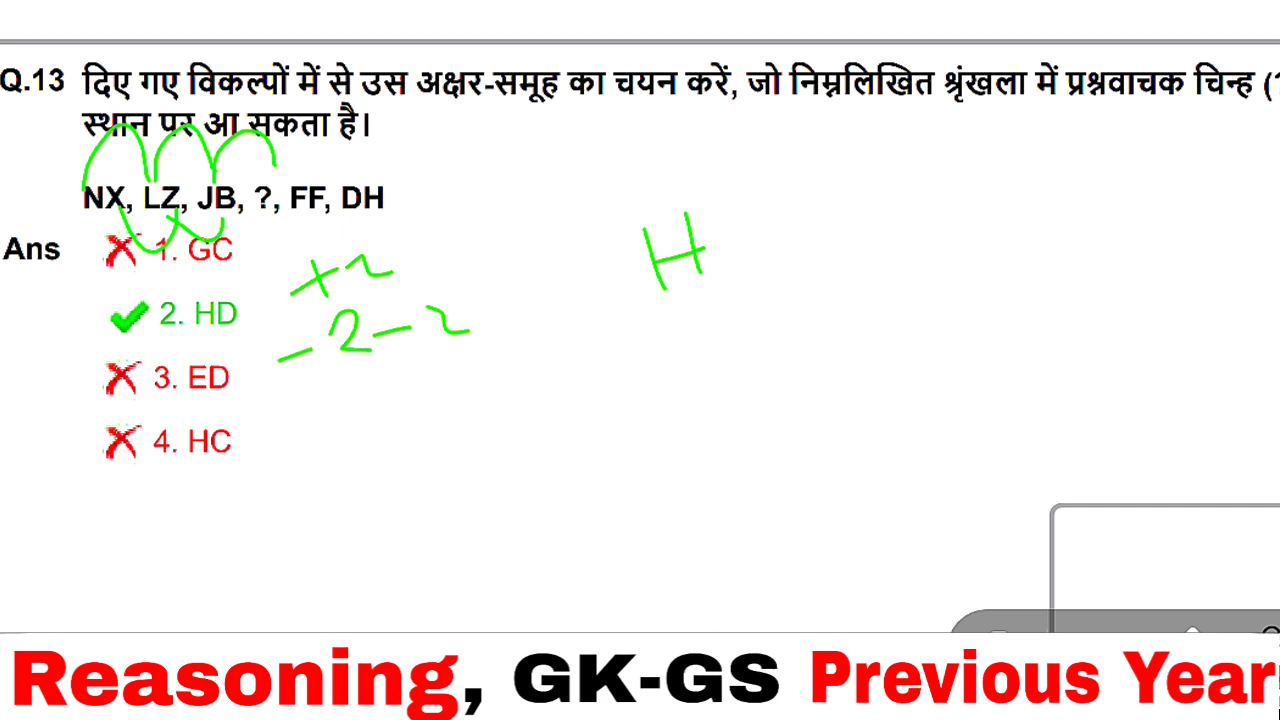 Q.13 दिए गए विकल्पों में से उस अक्षर-समूह का चयन करें, जो निम्नलिखित श्रृंखला में प्रश्नवाचक चिन्ह (?
स्थान पर आ सकता है।
NX, LZ, JB, ?, FF, DH
Ans 1. GC
2. HD
3. ED
4. HC
+2
-2-2
H
Reasoning, GK-GS Previous Year